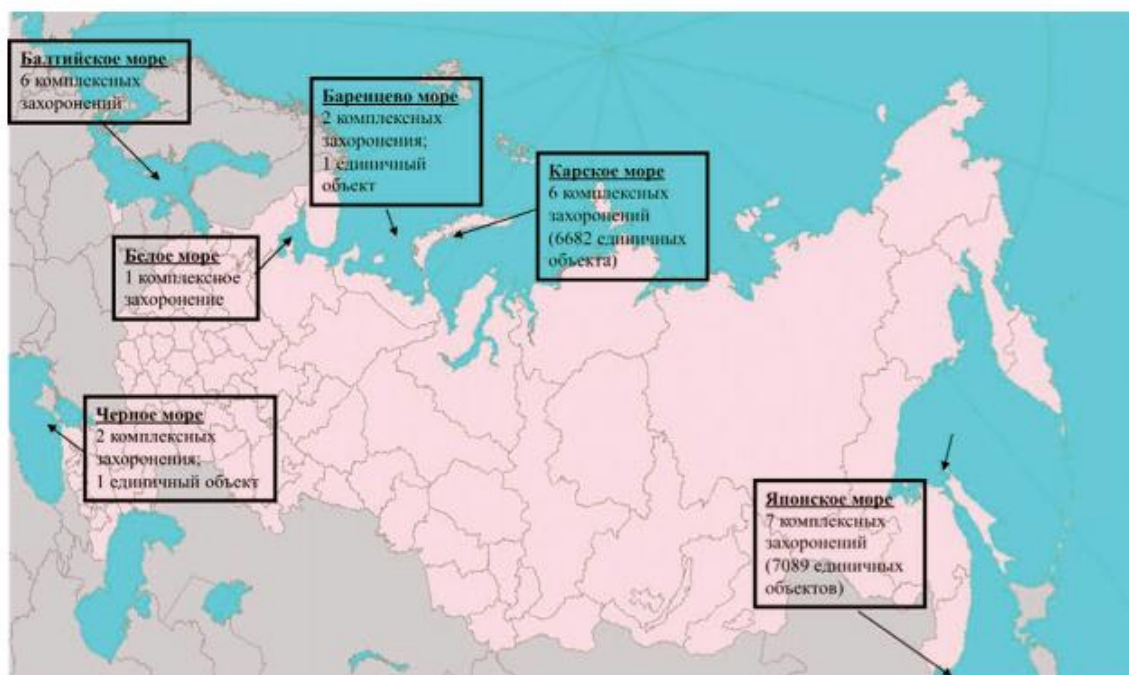 Балтийское море
6 комплексных
захоронений
Баренцево море
2 комплексных
захоронения;
1 единичный
объект
Карское море
6 комплексных
захоронений
(6682 единичных
объекта)
Белое море
1 комплексное
захоронение
Черное море
2 комплексных
захоронения;
1 единичный объект
Японское море
7 комплексных
захоронений
(7089 единичных
объектов)